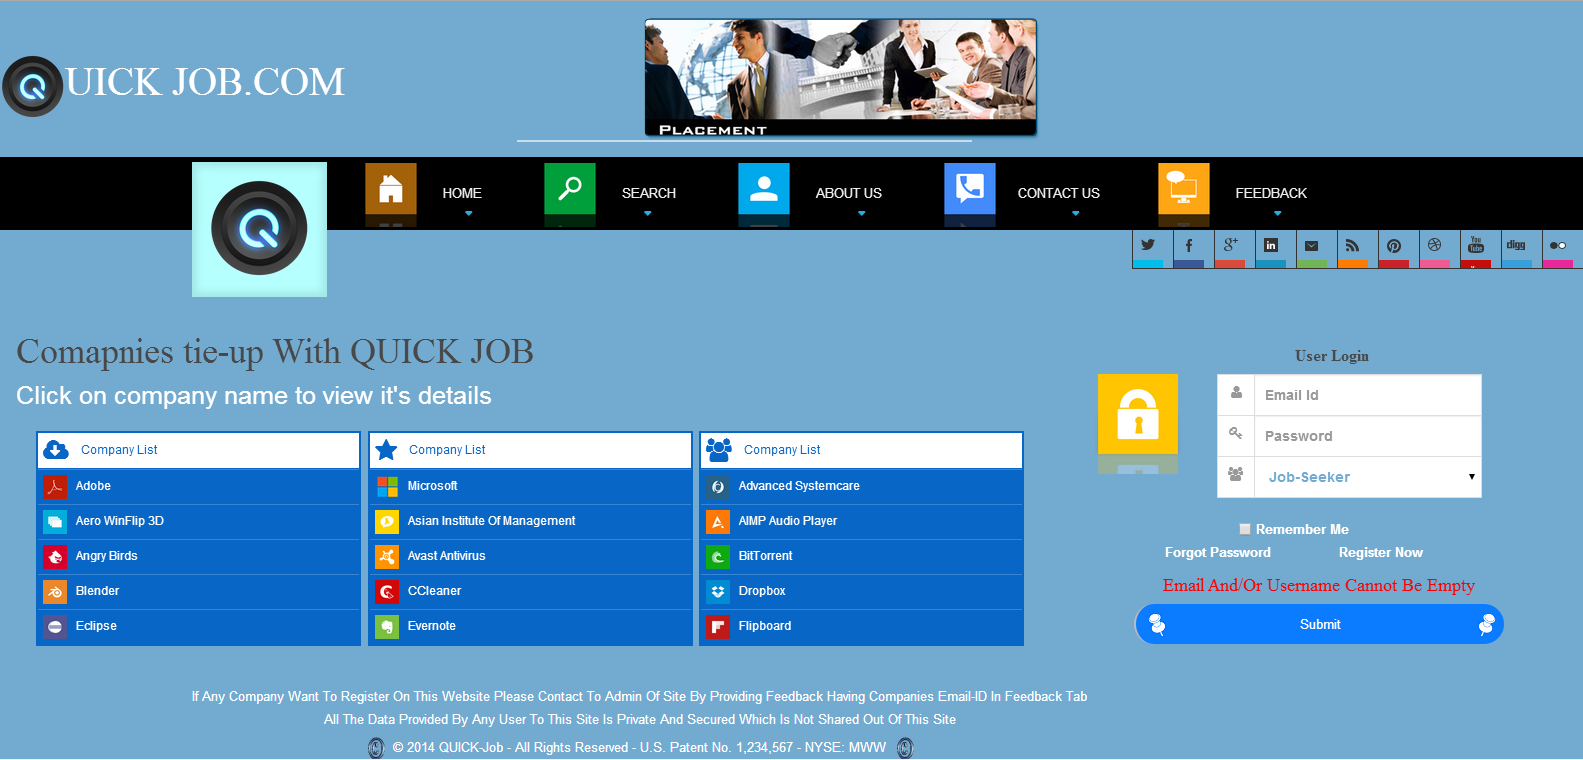 QUICK JOB.COM
PLACEMENT
HOME
SEARCH
ABOUT US
CONTACT US
FEEDBACK
You Tube
digg
Comapnies tie-up With QUICK JOB
Click on company name to view it's details
User Login
Email Id
Password
Job-Seeker
Remember Me
Forgot Password Register Now
Email And/Or Username Cannot Be Empty
Submit
Company List
Adobe
Aero WinFlip 3D
Angry Birds
Blender
Eclipse
Company List
Microsoft
Asian Institute Of Management
Avast Antivirus
CCleaner
Evernote
Company List
Advanced Systemcare
AIMP Audio Player
BitTorrent
Dropbox
Flipboard
If Any Company Want To Register On This Website Please Contact To Admin Of Site By Providing Feedback Having Companies Email-ID In Feedback Tab
All The Data Provided By Any User To This Site Is Private And Secured Which Is Not Shared Out Of This Site
© 2014 QUICK-Job - All Rights Reserved - U.S. Patent No. 1,234,567 - NYSE: MWW